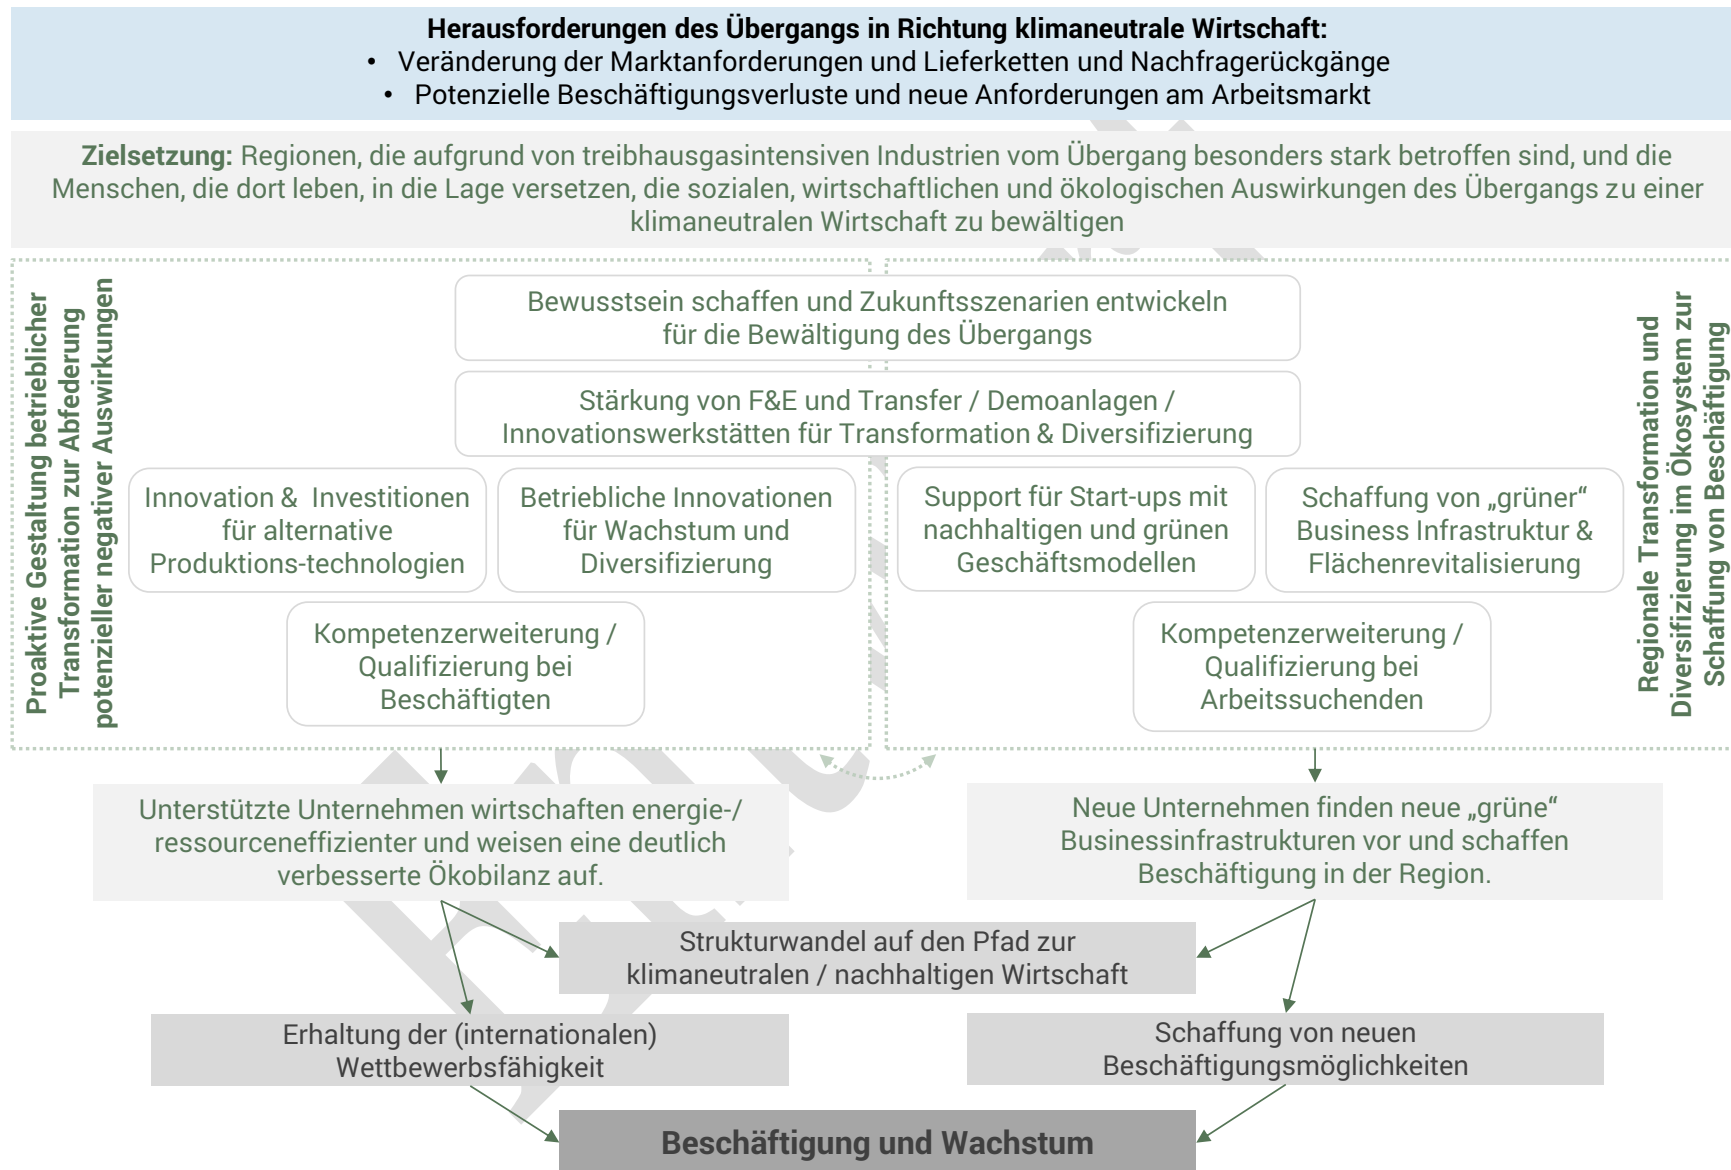 Herausforderungen des Übergangs in Richtung klimaneutrale Wirtschaft:
• Veränderung der Marktanforderungen und Lieferketten und Nachfragerückgänge
• Potenzielle Beschäftigungsverluste und neue Anforderungen am Arbeitsmarkt
Zielsetzung: Regionen, die aufgrund von treibhausgasintensiven Industrien vom Übergang besonders stark betroffen sind, und die
Menschen, die dort leben, in die Lage versetzen, die sozialen, wirtschaftlichen und ökologischen Auswirkungen des Übergangs zu einer
klimaneutralen Wirtschaft zu bewältigen
Proaktive Gestaltung betrieblicher
Transformation zur Abfederung
potenzieller negativer Auswirkungen
Bewusstsein schaffen und Zukunftsszenarien entwickeln
für die Bewältigung des Übergangs
Stärkung von F&E und Transfer / Demoanlagen /
Innovationswerkstätten für Transformation & Diversifizierung
Innovation & Investitionen
für alternative
Produktions-technologien
Betriebliche Innovationen
für Wachstum und
Diversifizierung
Support für Start-ups mit
nachhaltigen und grünen
Geschäftsmodellen
Schaffung von „grüner“
Business Infrastruktur &
Flächenrevitalisierung
Kompetenzerweiterung /
Qualifizierung bei
Beschäftigten
Kompetenzerweiterung /
Qualifizierung bei
Arbeitssuchenden
Regionale Transformation und
Diversifizierung im Ökosystem zur
Schaffung von Beschäftigung
Unterstützte Unternehmen wirtschaften energie-/
ressourceneffizienter und weisen eine deutlich
verbesserte Ökobilanz auf.
Neue Unternehmen finden neue „grüne“
Businessinfrastrukturen vor und schaffen
Beschäftigung in der Region.
Strukturwandel auf den Pfad zur
klimaneutralen / nachhaltigen Wirtschaft
Erhaltung der (internationalen)
Wettbewerbsfähigkeit
Schaffung von neuen
Beschäftigungsmöglichkeiten
Beschäftigung und Wachstum